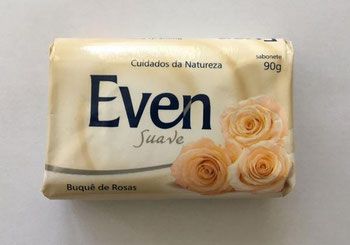 Cuidados da Natureza
sabonete
90g
Even
Suave
Buquê de Rosas